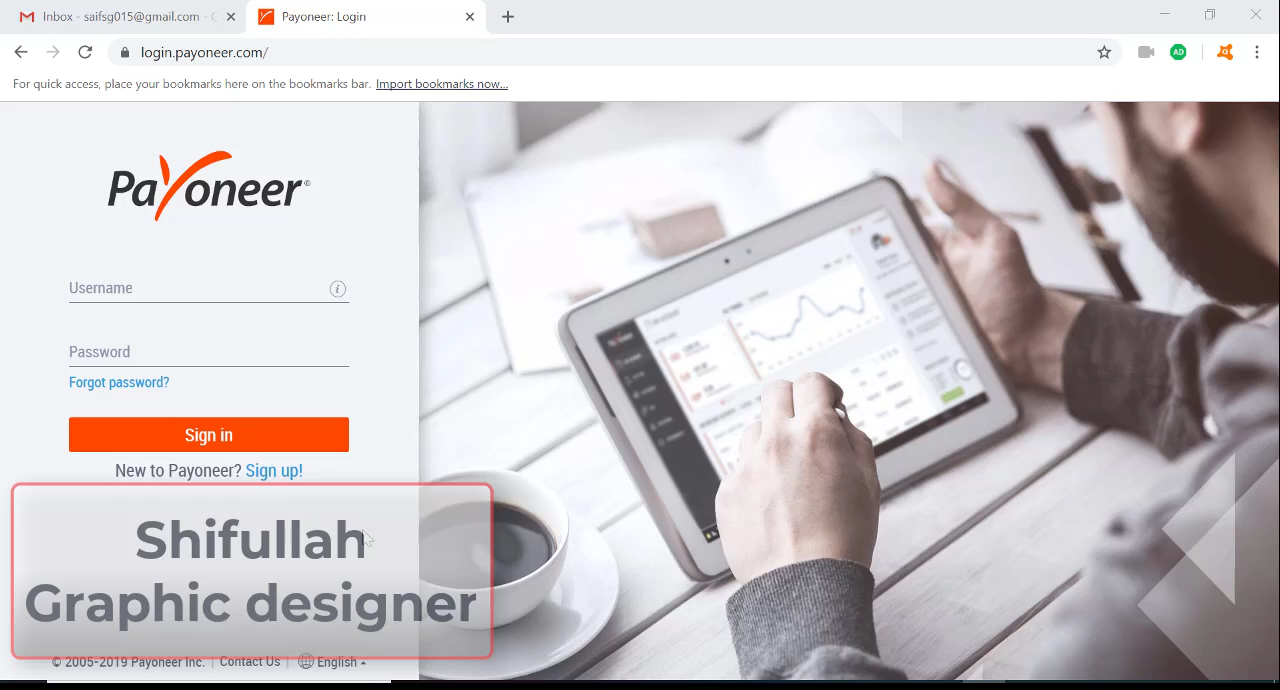 Inbox - saifsg015@gmail.com - G
Payoneer: Login
login.payoneer.com/
AD
For quick access, place your bookmarks here on the bookmarks bar. Import bookmarks now...
Payoneer®
Username
i
Password
Forgot password?
Sign in
New to Payoneer? Sign up!
Shifullah
Graphic designer
© 2005-2019 Payoneer Inc. | Contact Us | English